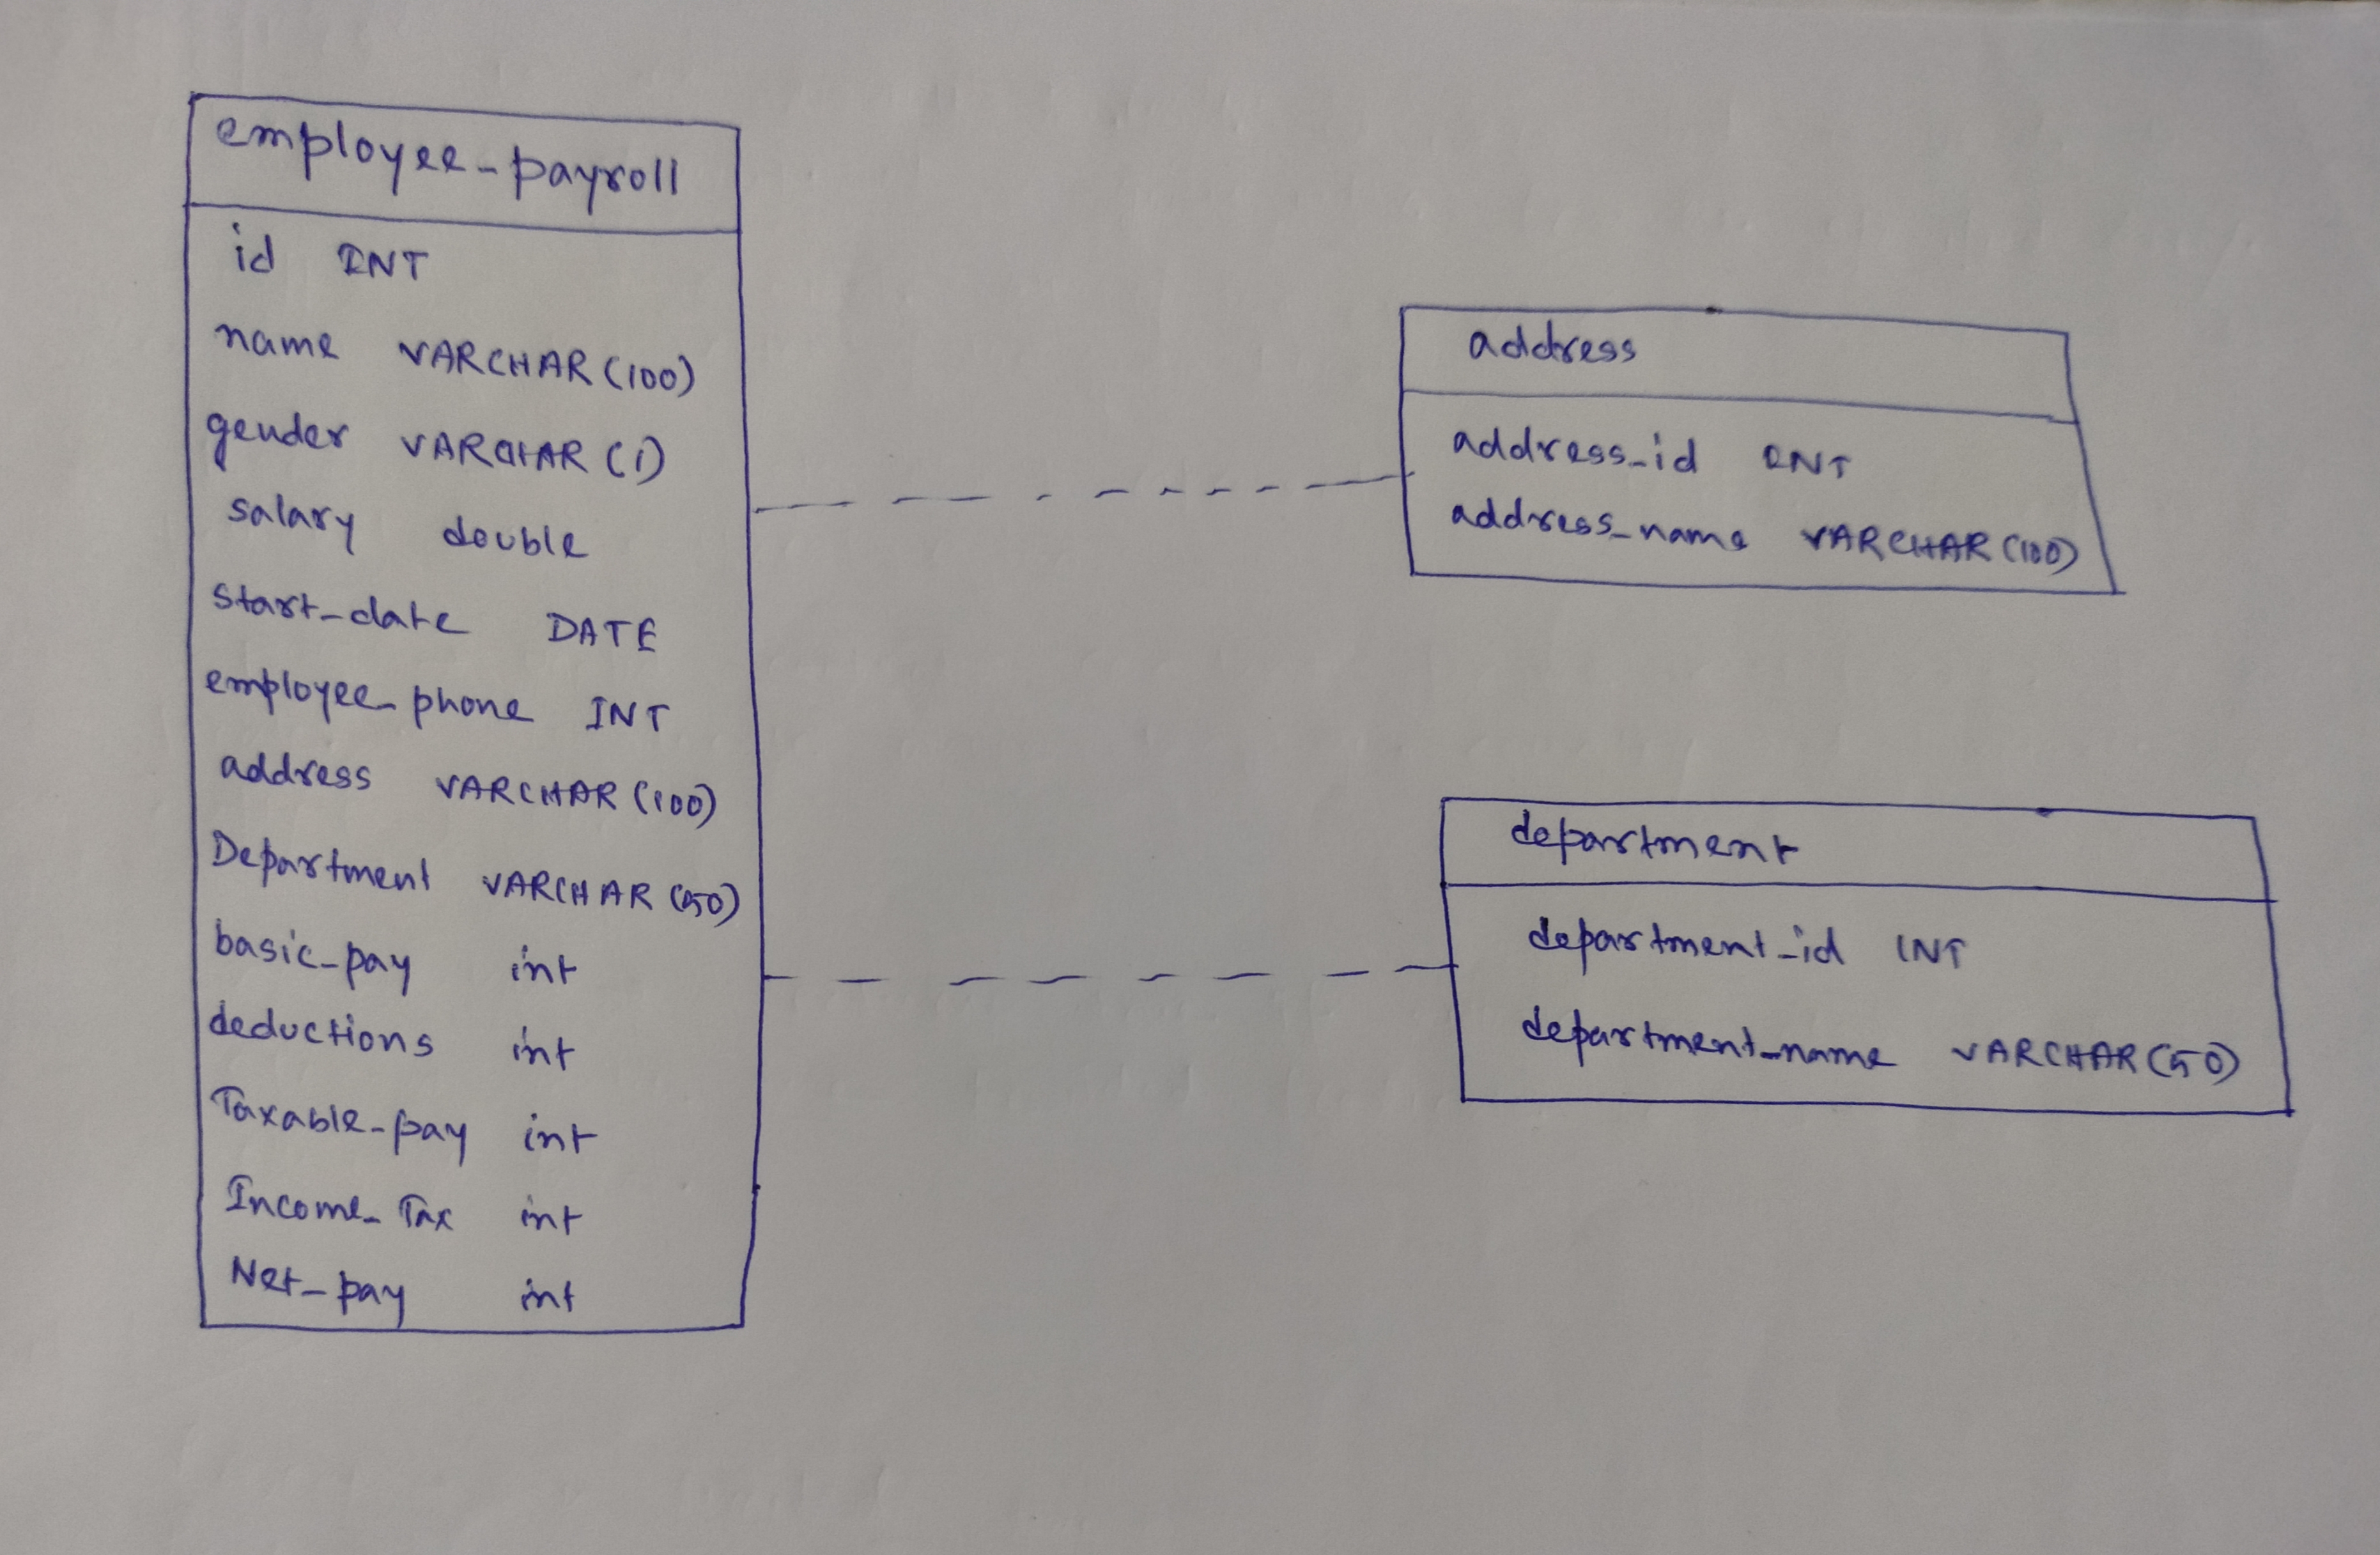 employee_payroll
id INT
name VARCHAR(100)
gender VARCHAR(1)
salary double
start_date DATE
employee_phone INT
address VARCHAR(100)
Department VARCHAR(50)
basic_pay int
deductions int
Taxable_pay int
Income_Tax int
Net_pay int
address
address_id INT
address_name VARCHAR(100)
department
department_id INT
department_name VARCHAR(50)